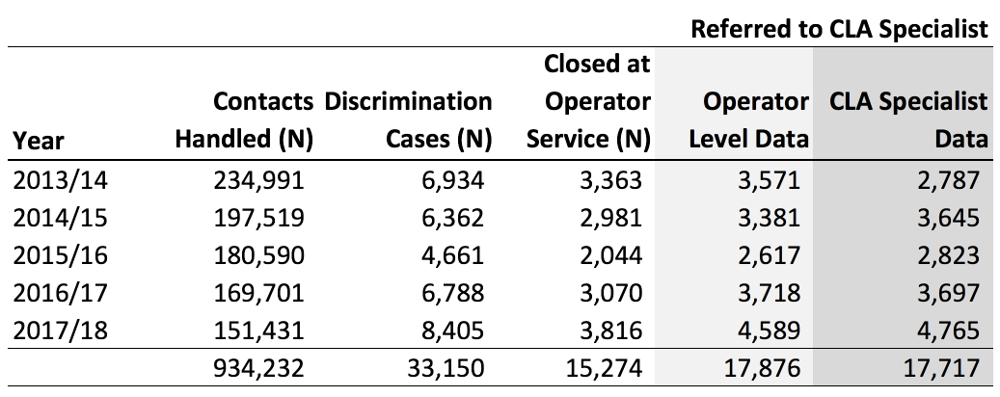 Referred to CLA Specialist
Closed at
Contacts Discrimination Operator Operator CLA Specialist
Year Handled (N) Cases (N) Service (N) Level Data Data
2013/14 234,991 6,934 3,363 3,571 2,787
2014/15 197,519 6,362 2,981 3,381 3,645
2015/16 180,590 4,661 2,044 2,617 2,823
2016/17 169,701 6,788 3,070 3,718 3,697
2017/18 151,431 8,405 3,816 4,589 4,765
934,232 33,150 15,274 17,876 17,717